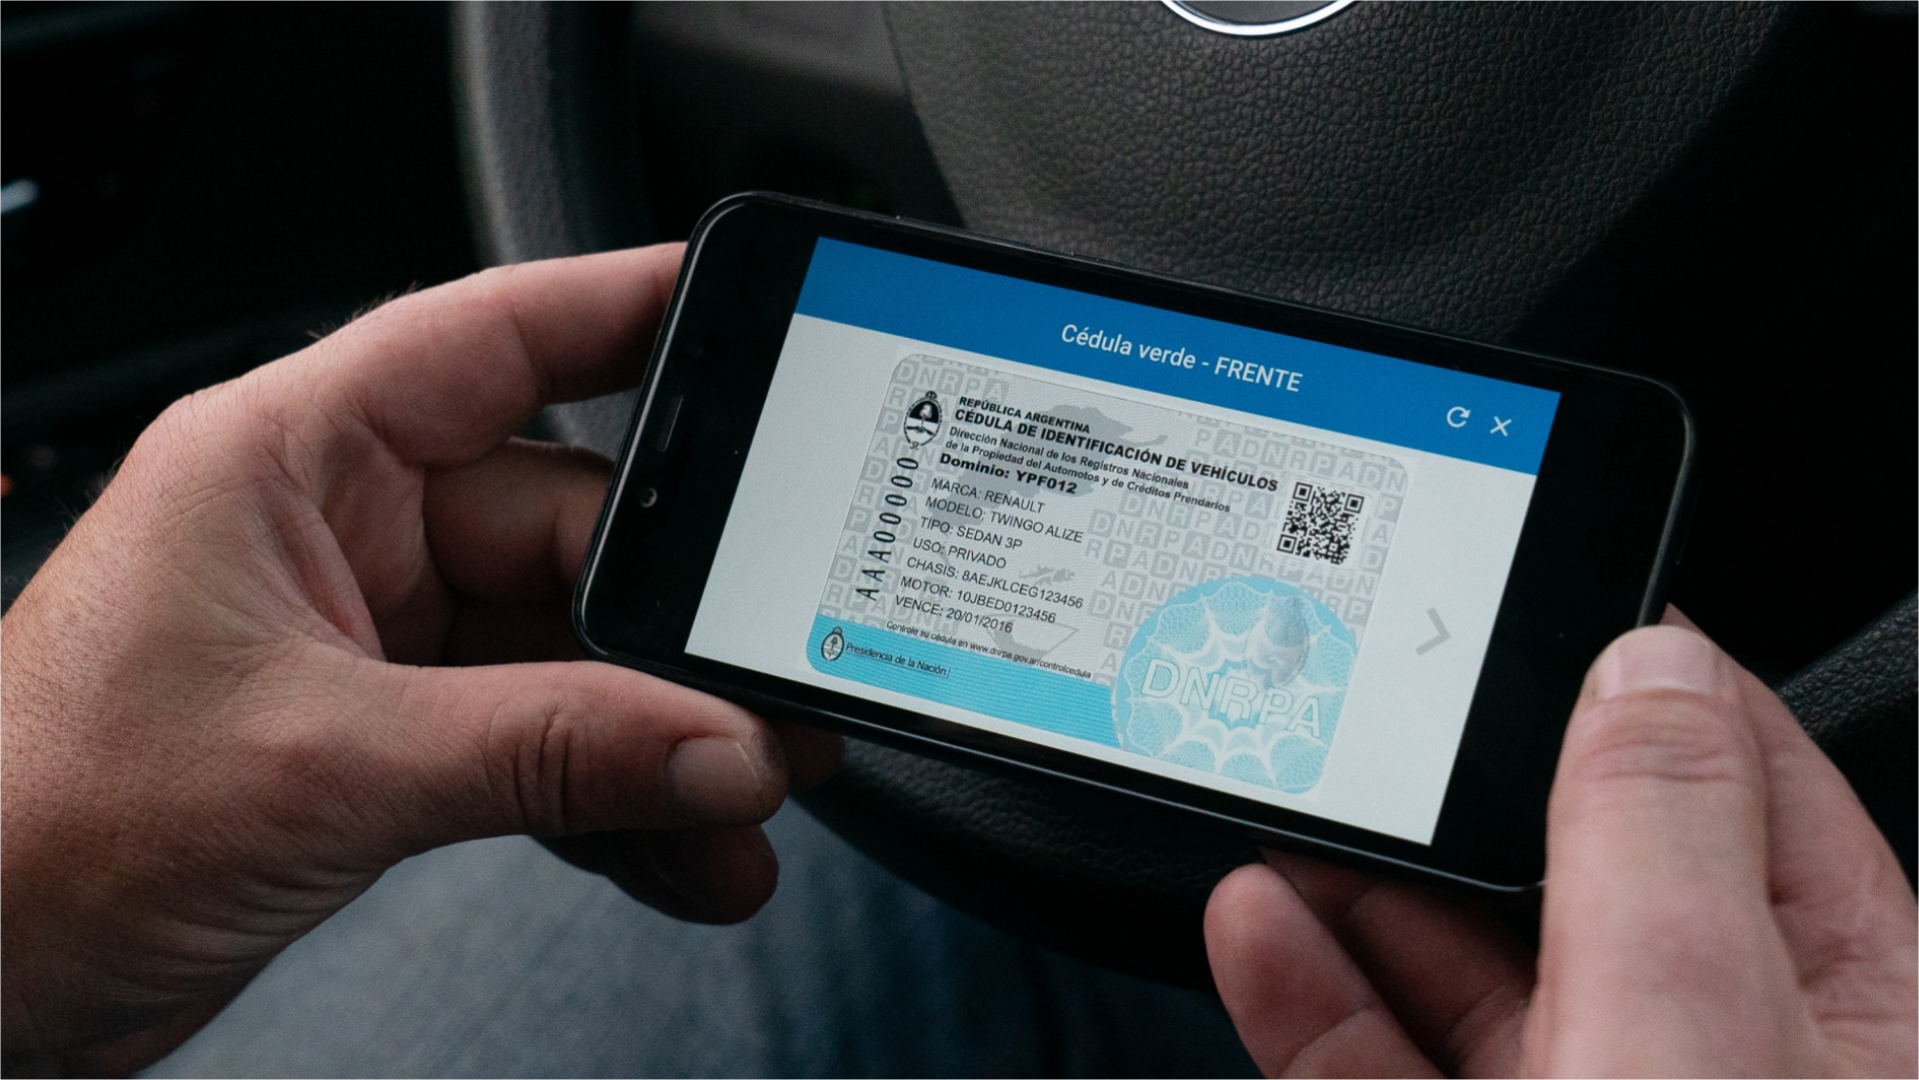 Cédula verde - FRENTE
REPÚBLICA ARGENTINA
CÉDULA DE IDENTIFICACIÓN DE VEHÍCULOS
Dirección Nacional de los Registros Nacionales
de la Propiedad del Automotos y de Créditos Prendarios
Dominio: YPF012
MARCA: RENAULT
MODELO: TWINGO ALIZE
TIPO: SEDAN 3P
USO: PRIVADO
CHASIS: 8AEJKLCEG123456
MOTOR: 10JBED0123456
VENCE: 20/01/2016
AAA00000
Controle su cédula en www.dnrpa.gov.ar/controlcedula
Presidencia de la Nación
DNRPA